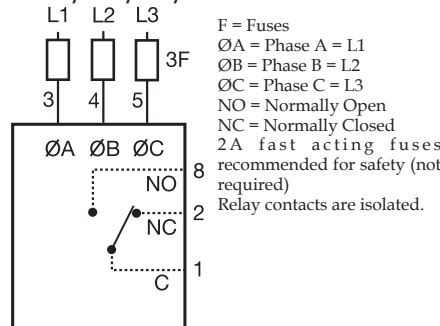 L1 L2 L3
3F
3 4 5
ØA ØB ØC
8
NO
2
NC
1
C
F = Fuses
ØA = Phase A = L1
ØB = Phase B = L2
ØC = Phase C = L3
NO = Normally Open
NC = Normally Closed
2A fast acting fuses
recommended for safety (not
required)
Relay contacts are isolated.